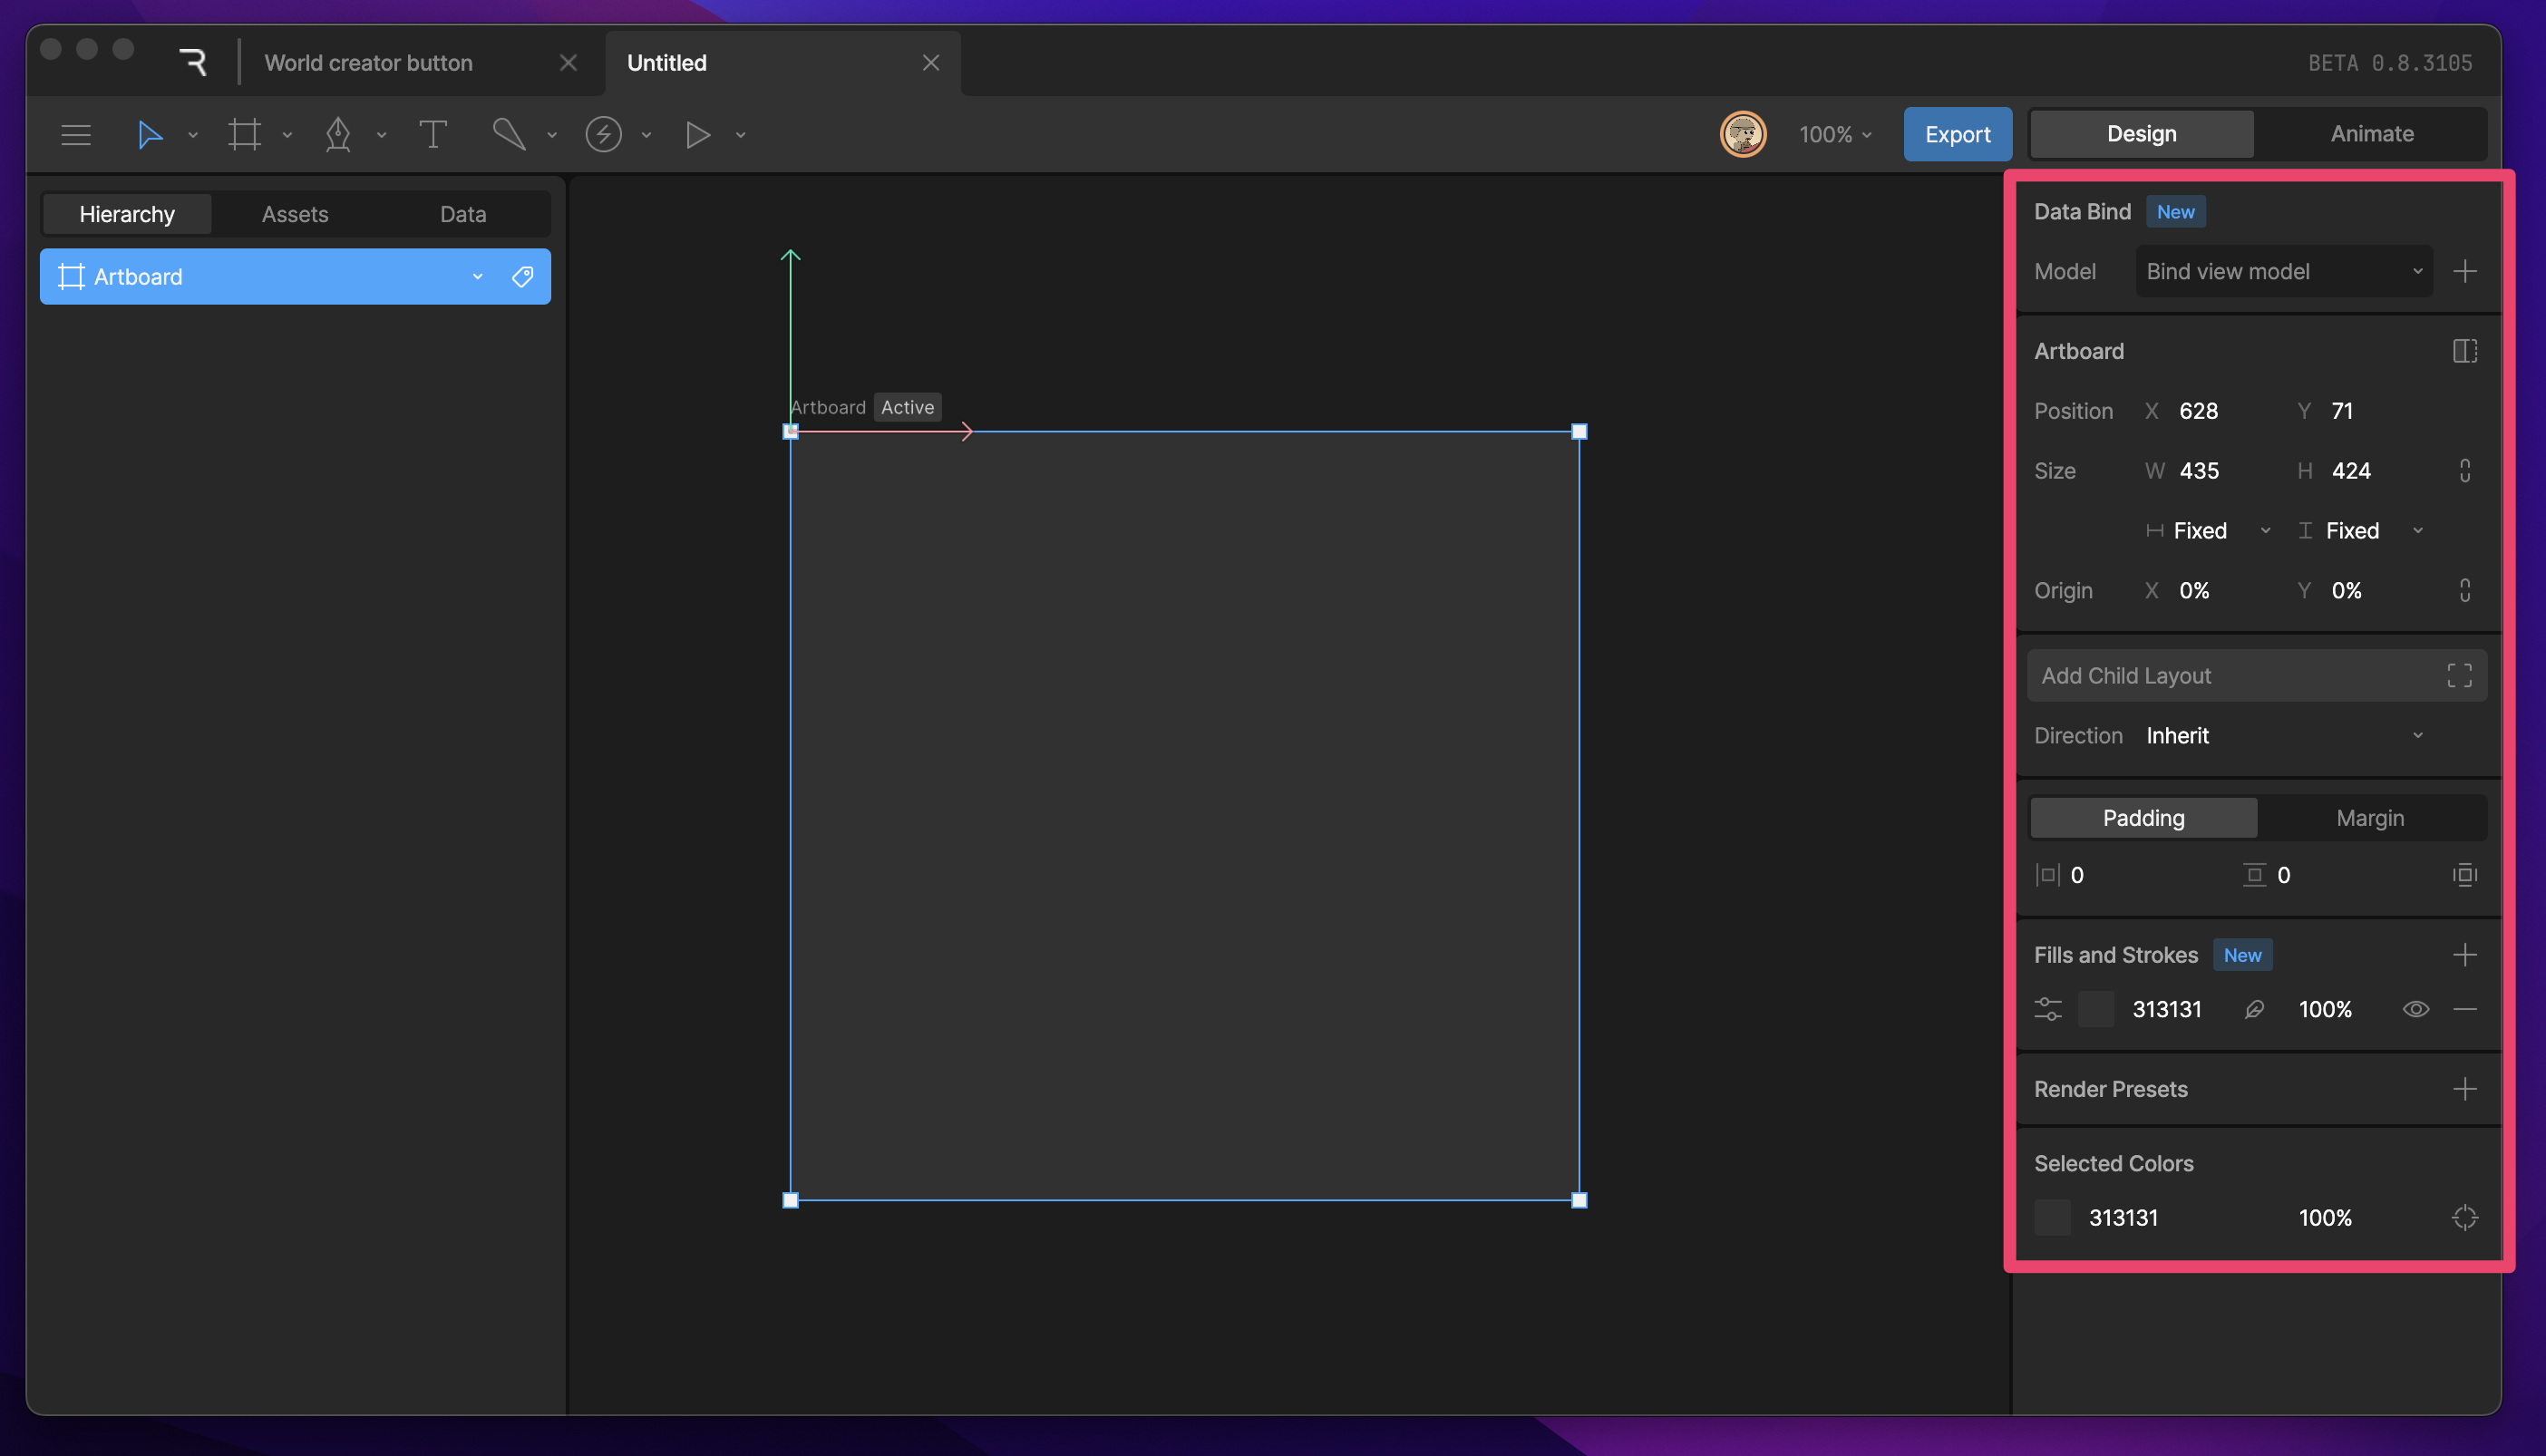 World creator button
Untitled
BETA 0.8.3105
100%
Export
Design
Animate
Hierarchy
Assets
Data
Artboard
Artboard Active
Data Bind New
Model Bind view model
Artboard
Position X 628 Y 71
Size W 435 H 424
Fixed Fixed
Origin X 0% Y 0%
Add Child Layout
Direction Inherit
Padding Margin
0 0
Fills and Strokes New
313131 100%
Render Presets
Selected Colors
313131 100%